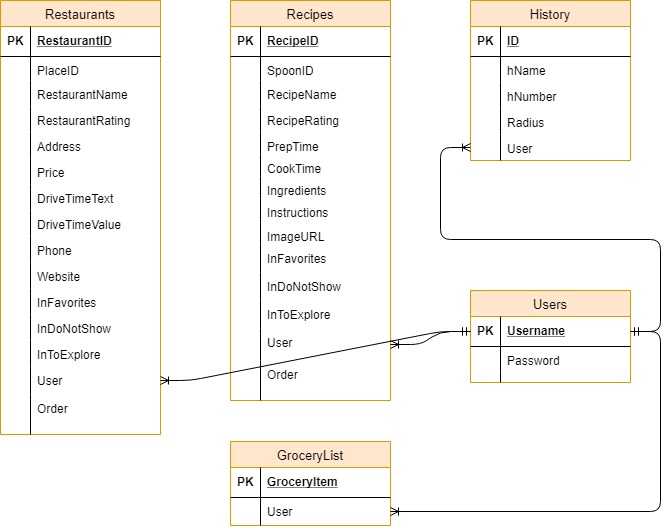 Restaurants
PK RestaurantID
PlaceID
RestaurantName
RestaurantRating
Address
Price
DriveTimeText
DriveTimeValue
Phone
Website
InFavorites
InDoNotShow
InToExplore
User
Order
Recipes
PK RecipeID
SpoonID
RecipeName
RecipeRating
PrepTime
CookTime
Ingredients
Instructions
ImageURL
InFavorites
InDoNotShow
InToExplore
User
Order
History
PK ID
hName
hNumber
Radius
User
Users
PK Username
Password
GroceryList
PK GroceryItem
User